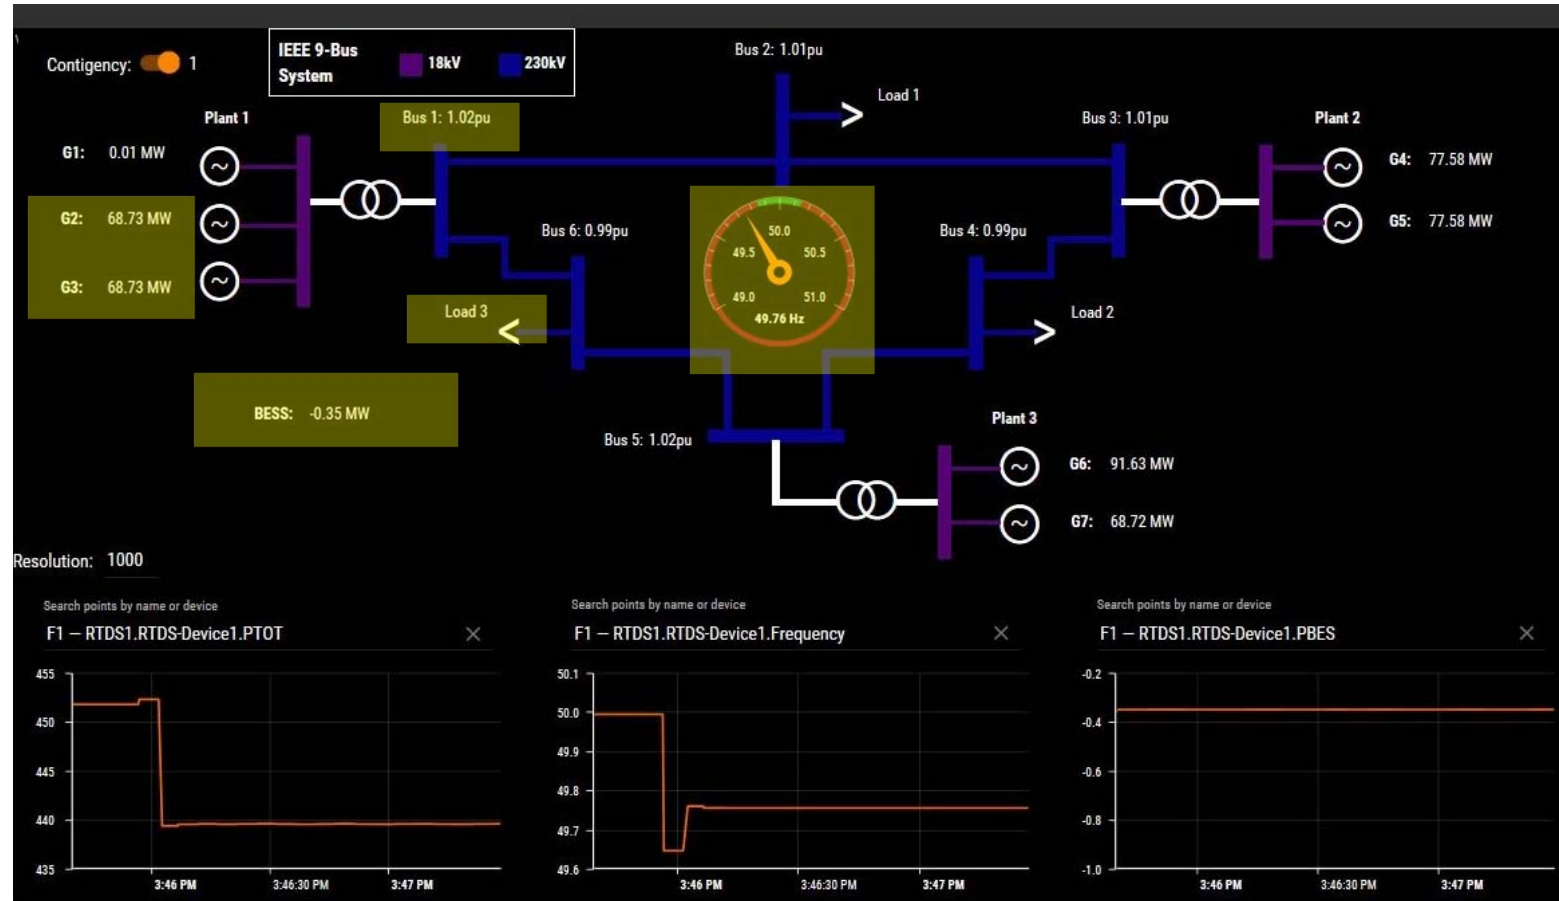 Contigency: 1
IEEE 9-Bus
System
18kV
230kV
Bus 2: 1.01pu
Load 1
Plant 1
Bus 1: 1.02pu
Bus 3: 1.01pu
Plant 2
G1: 0.01 MW
G4: 77.58 MW
G2: 68.73 MW
G5: 77.58 MW
Bus 6: 0.99pu
Bus 4: 0.99pu
50.0
49.5 50.5
49.0 51.0
49.76 Hz
G3: 68.73 MW
Load 3
Load 2
BESS: -0.35 MW
Bus 5: 1.02pu
Plant 3
G6: 91.63 MW
G7: 68.72 MW
Resolution: 1000
Search points by name or device
F1 — RTDS1.RTDS-Device1.PTOT
455
450
445
440
435
3:46 PM 3:46:30 PM 3:47 PM
Search points by name or device
F1 — RTDS1.RTDS-Device1.Frequency
50.1
50.0
49.9
49.8
49.7
49.6
3:46 PM 3:46:30 PM 3:47 PM
Search points by name or device
F1 — RTDS1.RTDS-Device1.PBES
-0.2
-0.4
-0.6
-0.8
-1.0
3:46 PM 3:46:30 PM 3:47 PM